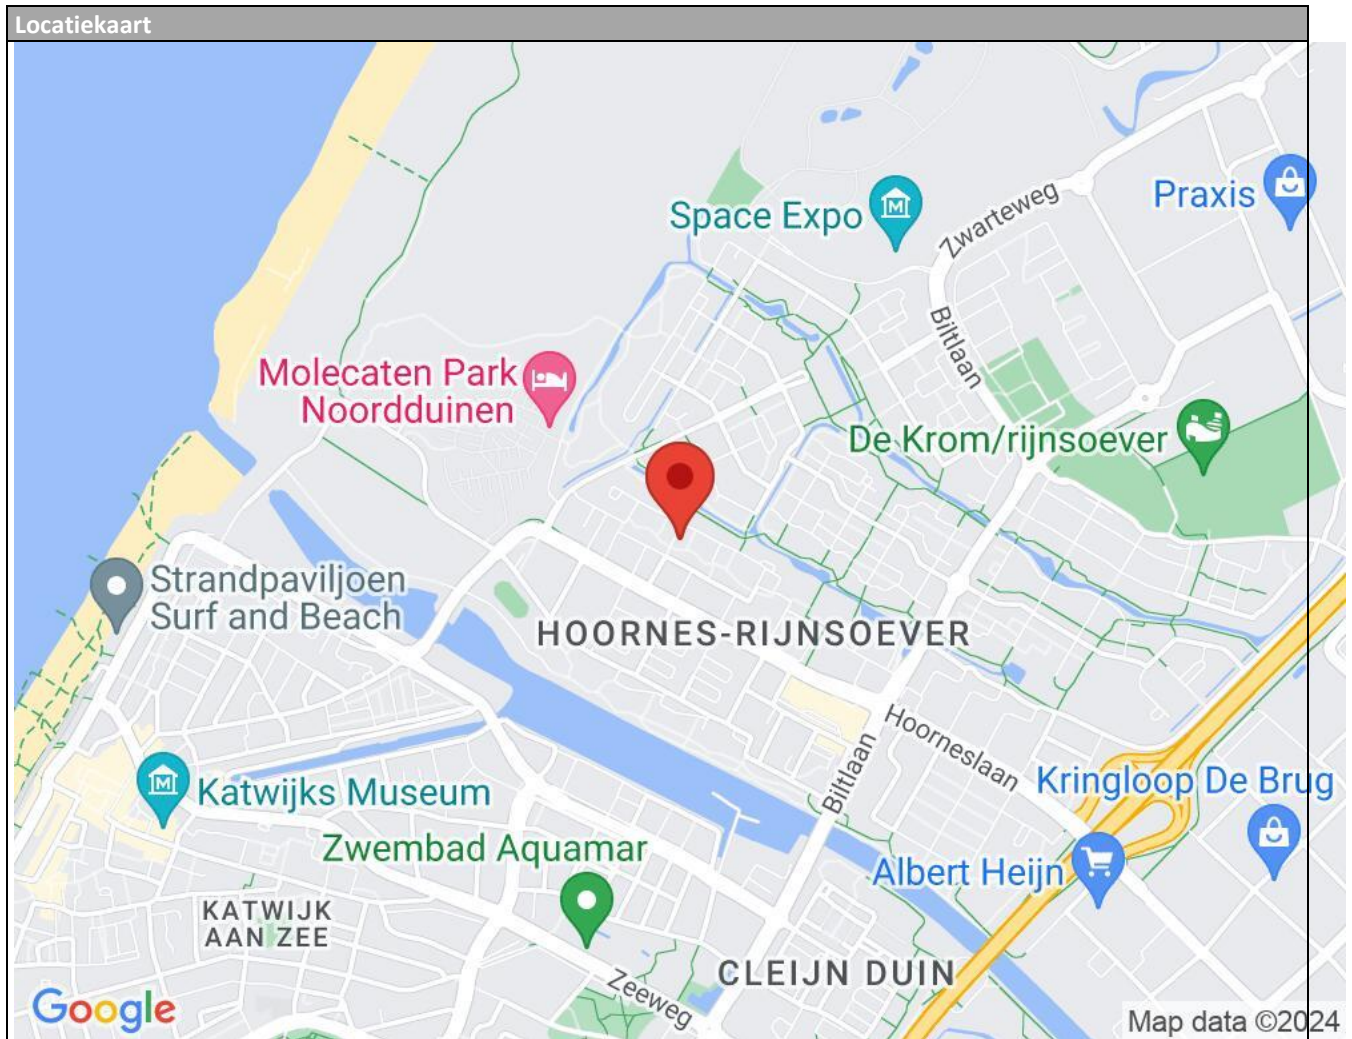 Locatiekaart
Space Expo
Zwarteweg
Praxis
Biltlaan
Molecaten Park
Noordduinen
De Krom/rijnsoever
Strandpaviljoen
Surf and Beach
HOORNES-RIJNSOEVER
Hoorneslaan
Biltlaan
Kringloop De Brug
Katwijks Museum
Zwembad Aquamar
Albert Heijn
KATWIJK
AAN ZEE
CLEIJN DUIN
Zeeweg
Google
Map data ©2024